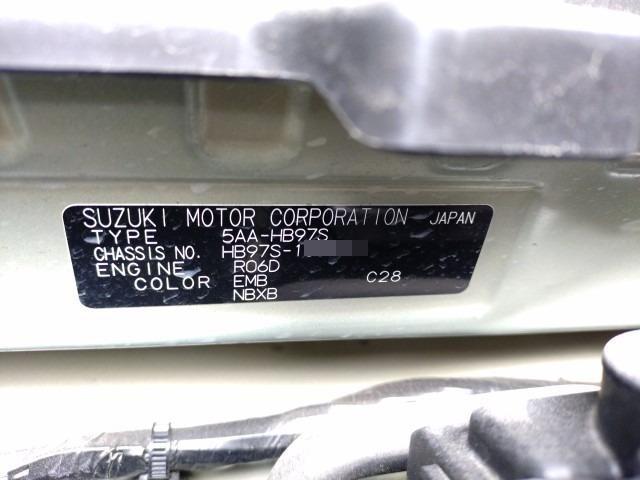 SUZUKI MOTOR CORPORATION JAPAN
TYPE 5AA-HB97S
CHASSIS NO. HB97S-1
ENGINE R06D
COLOR EMB C28
NBXB